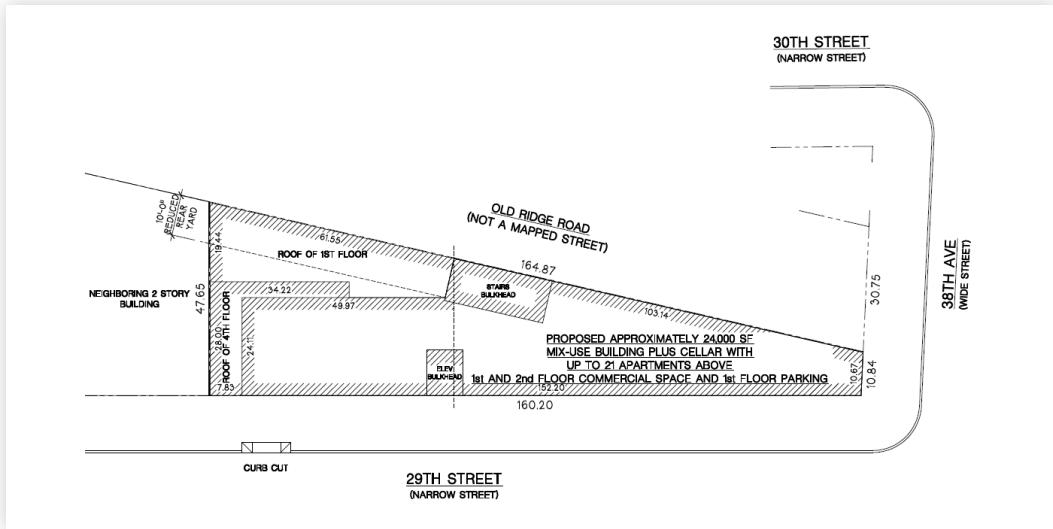 30TH STREET
(NARROW STREET)
10'-0"
REDUCED
REAR
YARD
OLD RIDGE ROAD
(NOT A MAPPED STREET)
61.55
19.44
ROOF OF 1ST FLOOR
164.87
38TH AVE
(WIDE STREET)
30.75
STAIRS
BULKHEAD
NEIGHBORING 2 STORY
BUILDING
47.65
34.22
49.97
103.14
28.00
ROOF OF 4TH FLOOR
24.11
PROPOSED APPROXIMATELY 24,000 SF
MIX-USE BUILDING PLUS CELLAR WITH
UP TO 21 APARTMENTS ABOVE
1st AND 2nd FLOOR COMMERCIAL SPACE AND 1st FLOOR PARKING
ELEV
BULKHEAD
10.67
10.84
7.83
152.20
160.20
CURB CUT
29TH STREET
(NARROW STREET)